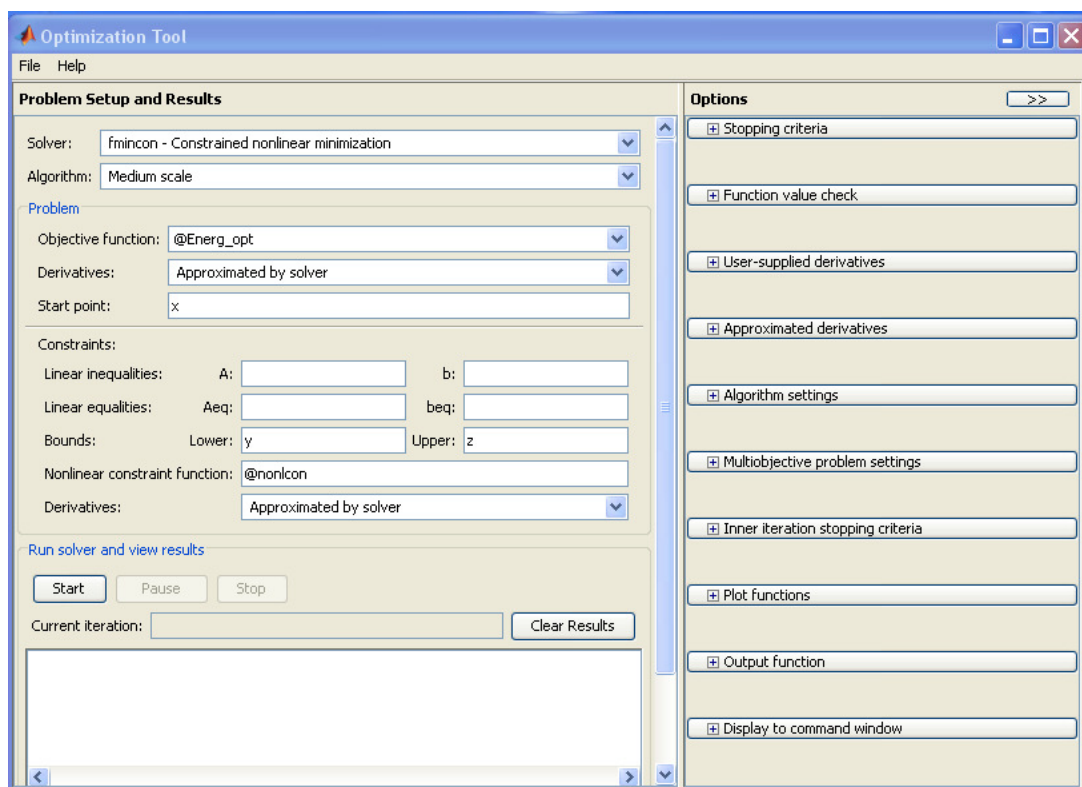 Optimization Tool
File Help
Problem Setup and Results
Solver: fmincon - Constrained nonlinear minimization
Algorithm: Medium scale
Problem
Objective function: @Energ_opt
Derivatives: Approximated by solver
Start point: x
Constraints:
Linear inequalities: A: b:
Linear equalities: Aeq: beq:
Bounds: Lower: y Upper: z
Nonlinear constraint function: @nonlcon
Derivatives: Approximated by solver
Run solver and view results
Start Pause Stop
Current iteration: Clear Results
Options >>
Stopping criteria
Function value check
User-supplied derivatives
Approximated derivatives
Algorithm settings
Multiobjective problem settings
Inner iteration stopping criteria
Plot functions
Output function
Display to command window